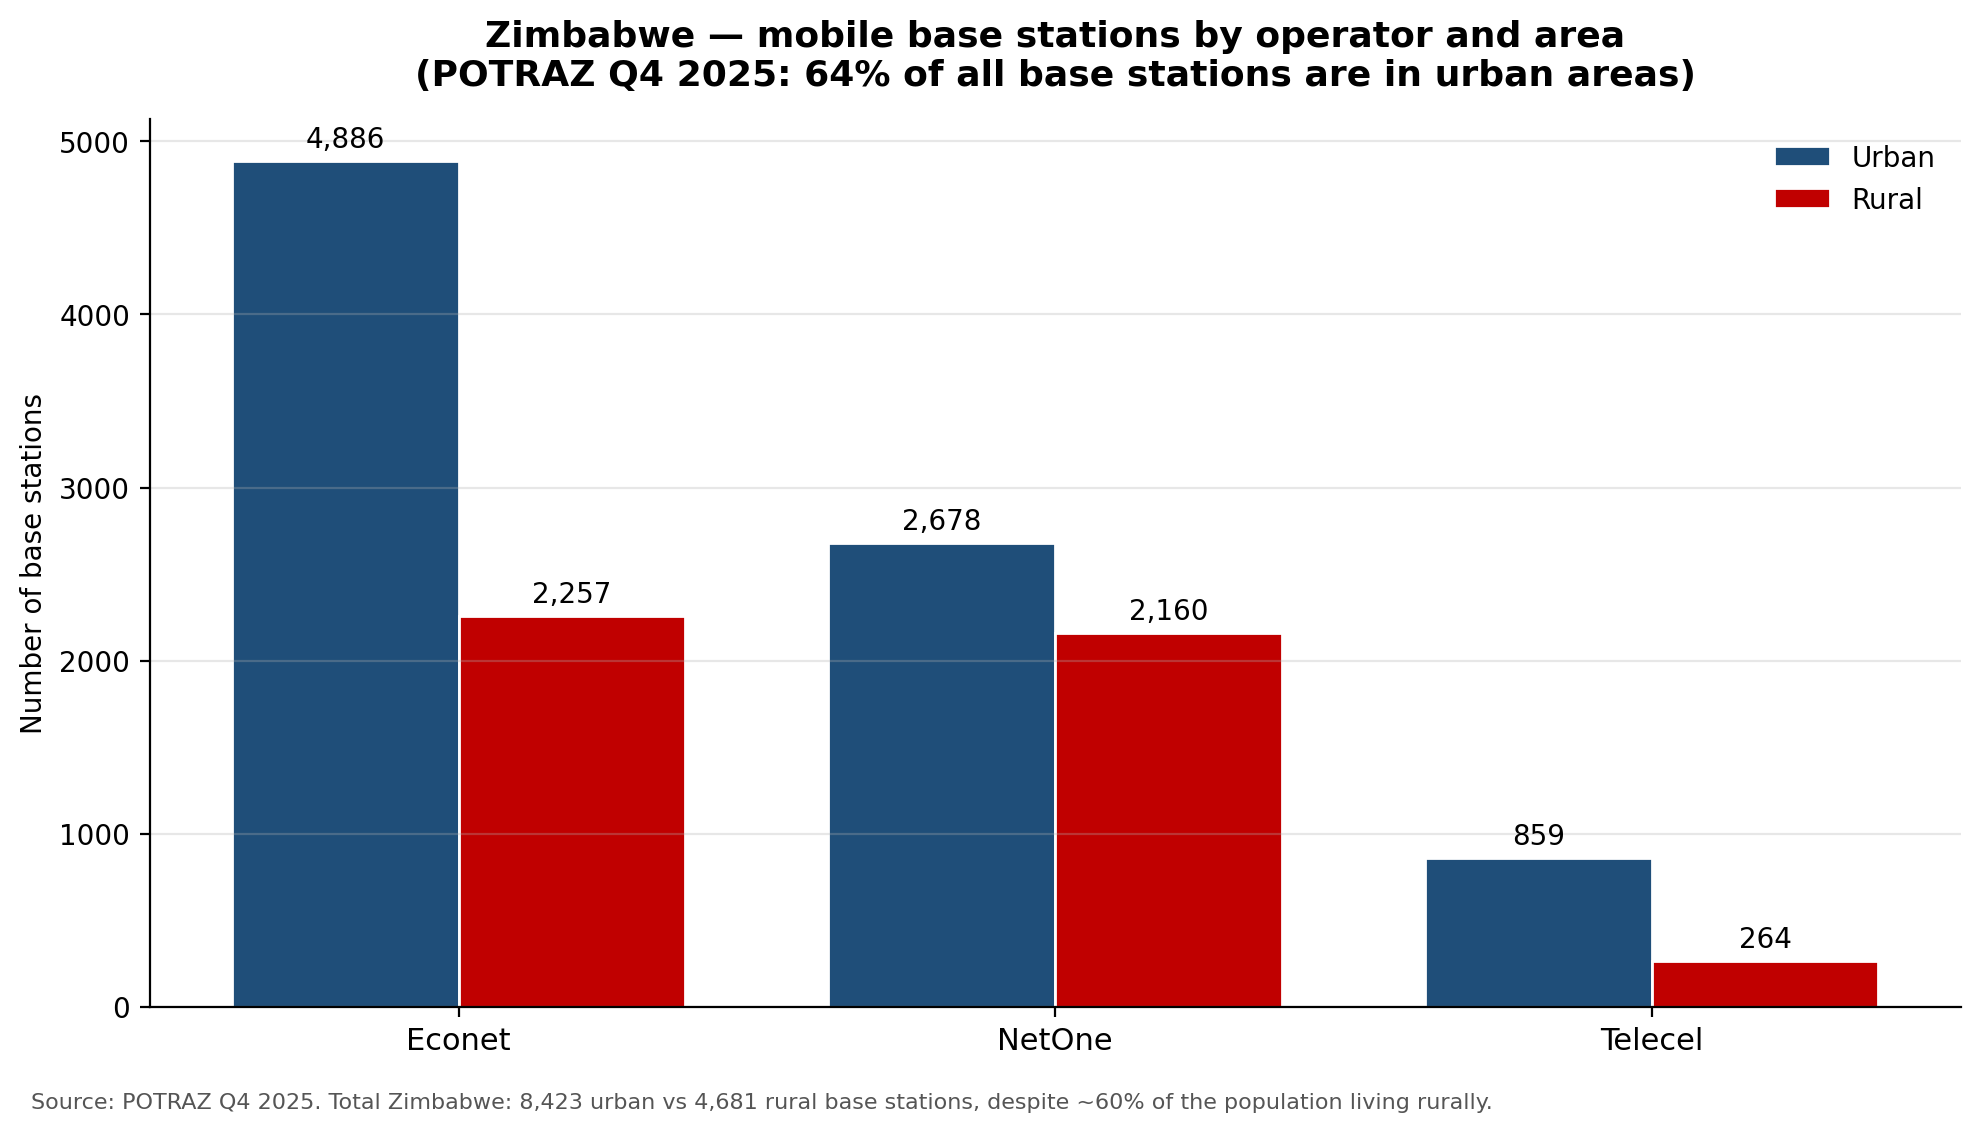 Zimbabwe — mobile base stations by operator and area
(POTRAZ Q4 2025: 64% of all base stations are in urban areas)
Number of base stations
5000
4000
3000
2000
1000
0
4,886
2,257
2,678
2,160
859
264
Urban
Rural
Econet
NetOne
Telecel
Source: POTRAZ Q4 2025. Total Zimbabwe: 8,423 urban vs 4,681 rural base stations, despite ~60% of the population living rurally.